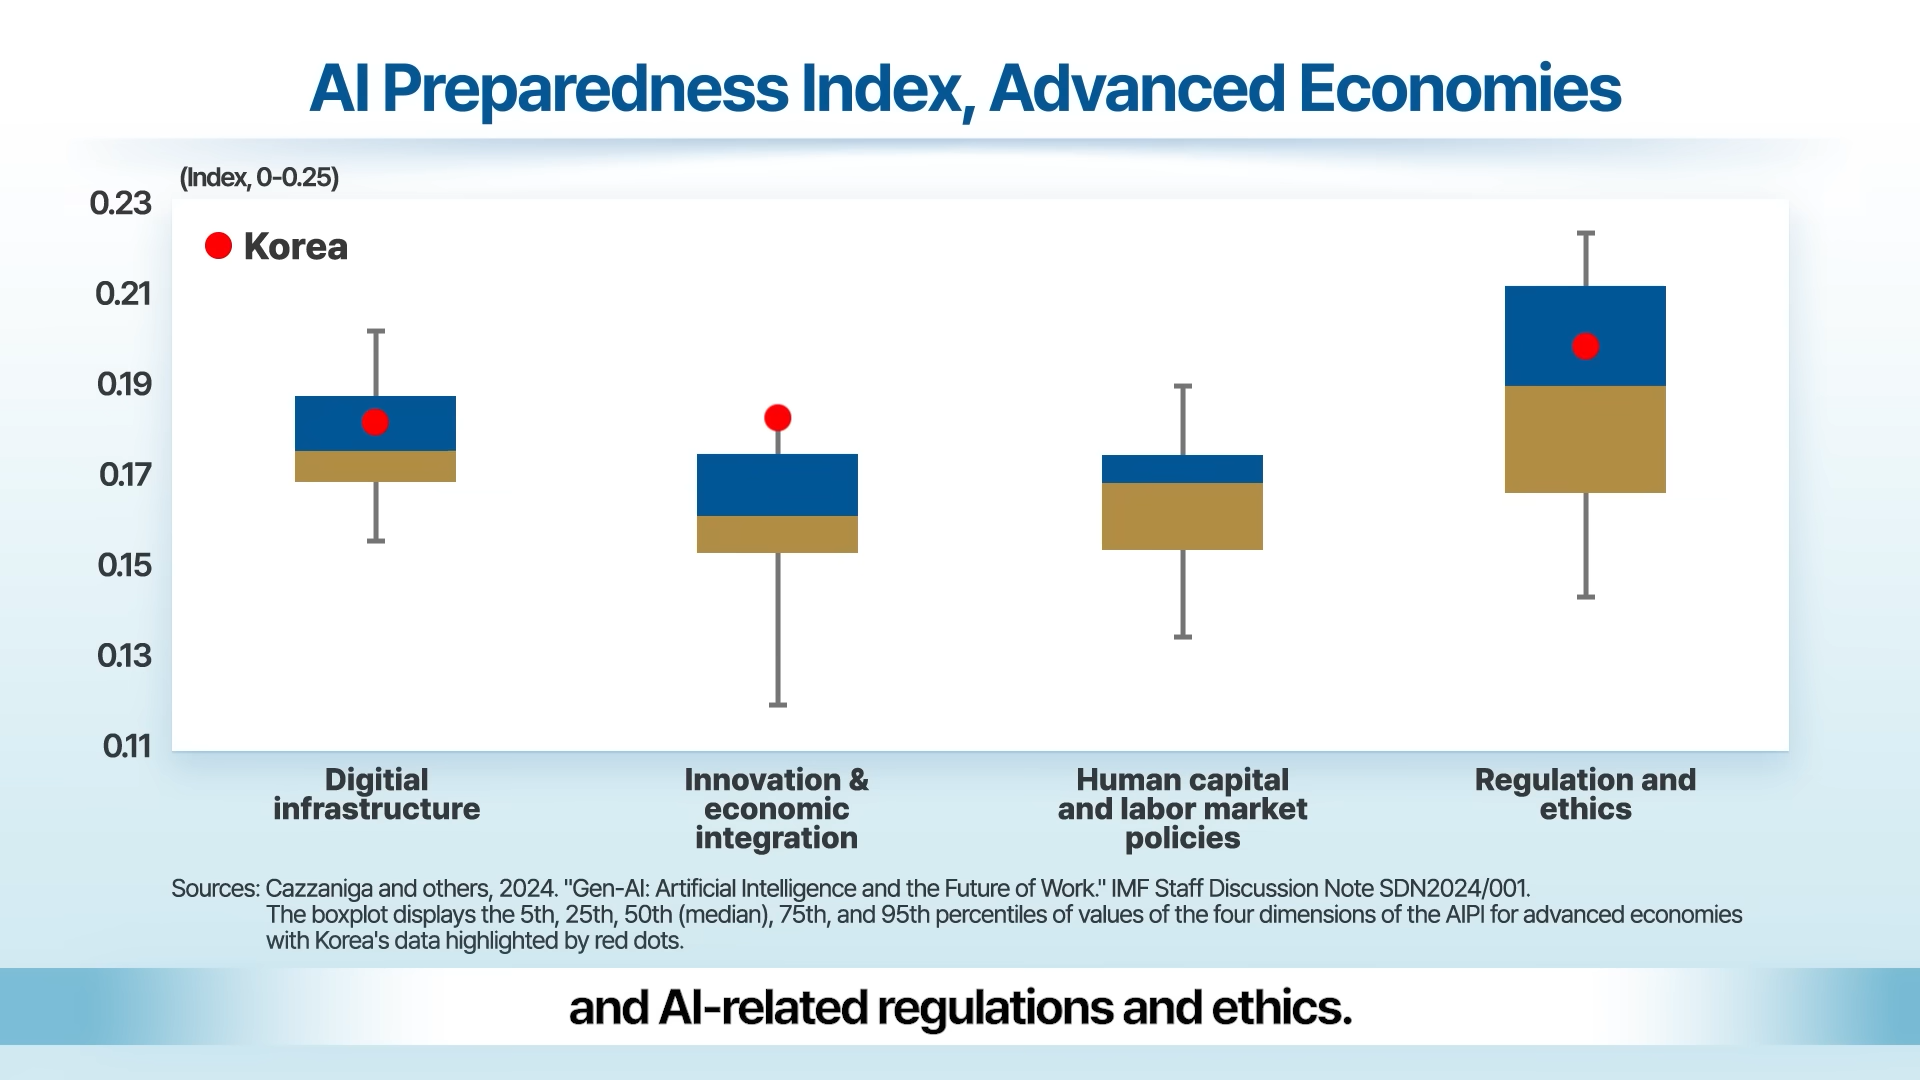 AI Preparedness Index, Advanced Economies
(Index, 0-0.25)
0.23
Korea
0.21
0.19
0.17
0.15
0.13
0.11
Digitial
infrastructure
Innovation &
economic
integration
Human capital
and labor market
policies
Regulation and
ethics
Sources: Cazzaniga and others, 2024. "Gen-AI: Artificial Intelligence and the Future of Work." IMF Staff Discussion Note SDN2024/001.
The boxplot displays the 5th, 25th, 50th (median), 75th, and 95th percentiles of values of the four dimensions of the AIPI for advanced economies
with Korea's data highlighted by red dots.
and AI-related regulations and ethics.